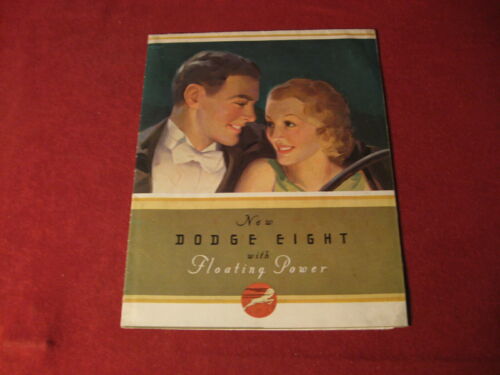 New
DODGE EIGHT
with
Floating Power